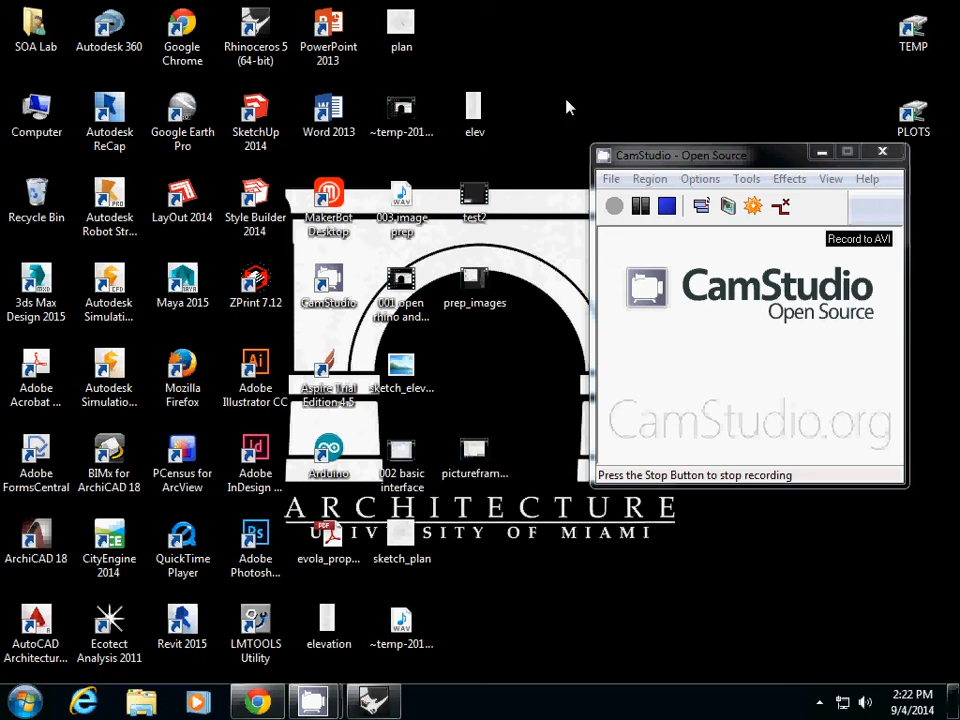 SOA Lab
Autodesk 360
Google
Chrome
Rhinoceros 5
(64-bit)
PowerPoint
2013
plan
TEMP
Computer
Autodesk
ReCap
Google Earth
Pro
SketchUp
2014
Word 2013
~temp-201...
elev
PLOTS
Recycle Bin
Autodesk
Robot Str...
LayOut 2014
Style Builder
2014
MakerBot
Desktop
003_image_
prep
test2
3ds Max
Design 2015
Autodesk
Simulati...
Maya 2015
ZPrint 7.12
CamStudio
001 open
rhino and...
prep_images
Adobe
Acrobat ...
Autodesk
Simulatio...
Mozilla
Firefox
Adobe
Illustrator CC
Aspire Trial
Edition 4.5
sketch_elev...
Adobe
FormsCentral
BIMx for
ArchiCAD 18
PCensus for
ArcView
Adobe
InDesign ...
Arduino
002 basic
interface
picturefram...
ArchiCAD 18
CityEngine
2014
QuickTime
Player
Adobe
Photosh...
evola_prop...
sketch_plan
AutoCAD
Architectur...
Ecotect
Analysis 2011
Revit 2015
LMTOOLS
Utility
elevation
~temp-201...
CamStudio - Open Source
File Region Options Tools Effects View Help
Record to AVI
CamStudio
Open Source
CamStudio.org
Press the Stop Button to stop recording
ARCHITECTURE
UNIVERSITY OF MIAMI
2:22 PM
9/4/2014